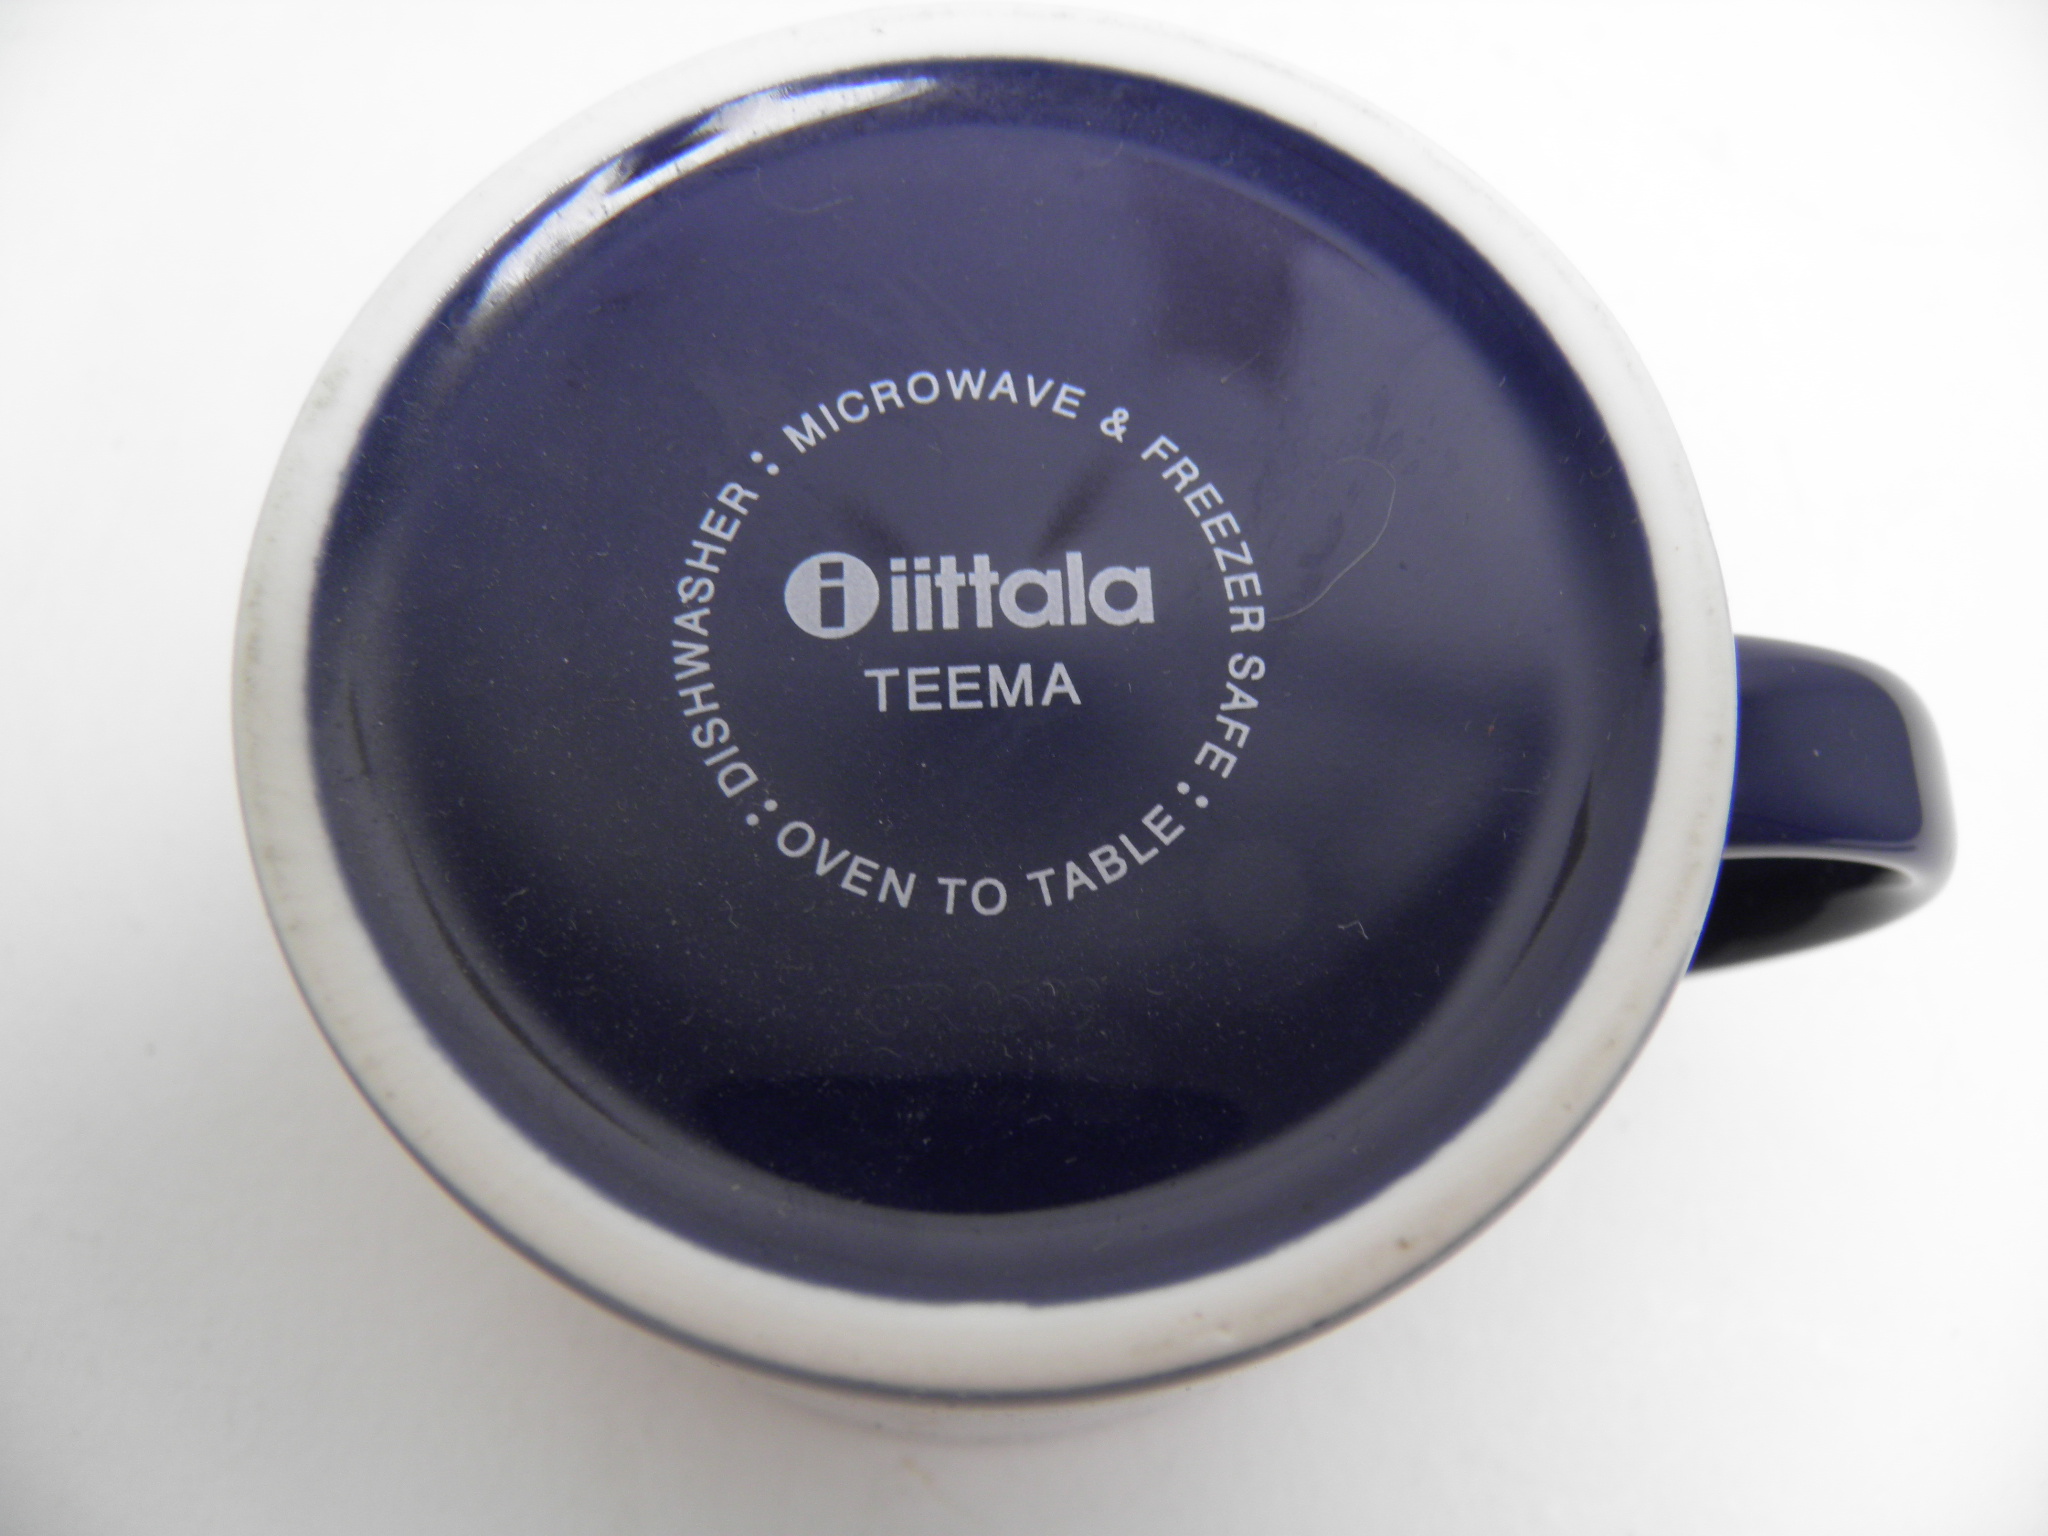 DISHWASHER : MICROWAVE & FREEZER SAFE : OVEN TO TABLE :
i iittala
TEEMA